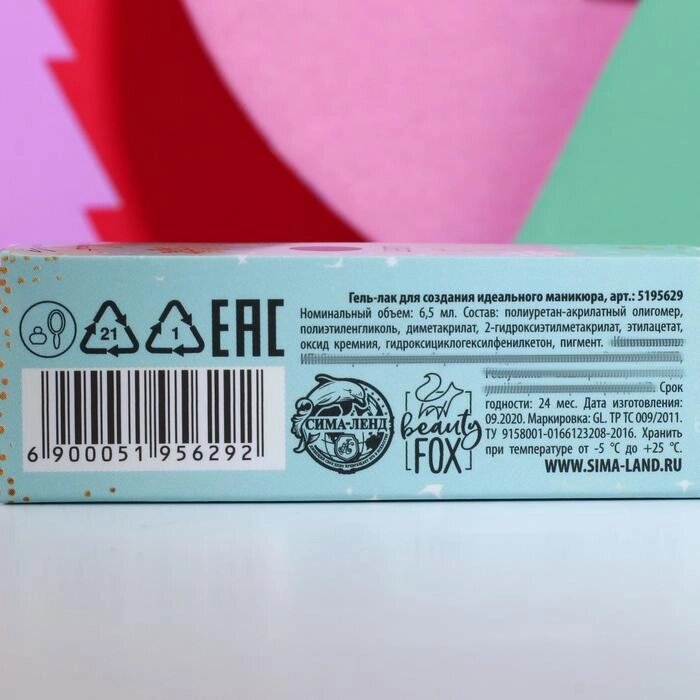 Гель-лак для создания идеального маникюра, арт.: 5195629
Номинальный объем: 6,5 мл. Состав: полиуретан-акрилатный олигомер,
полиэтиленгликоль, диметакрилат, 2-гидроксиэтилметакрилат, этилацетат,
оксид кремния, гидроксициклогексилфенилкетон, пигмент.
Срок
годности: 24 мес. Дата изготовления:
09.2020. Маркировка: GL. ТР ТС 009/2011.
ТУ 9158001-0166123208-2016. Хранить
при температуре от -5 °С до +25 °С.
WWW.SIMA-LAND.RU
21
1
EAC
6 900051 956292
СИМА-ЛЕНД
beauty
FOX